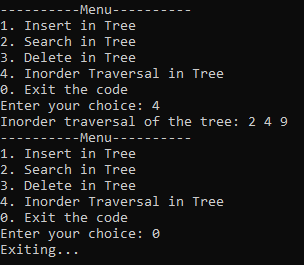 ----------Menu----------
1. Insert in Tree
2. Search in Tree
3. Delete in Tree
4. Inorder Traversal in Tree
0. Exit the code
Enter your choice: 4
Inorder traversal of the tree: 2 4 9
----------Menu----------
1. Insert in Tree
2. Search in Tree
3. Delete in Tree
4. Inorder Traversal in Tree
0. Exit the code
Enter your choice: 0
Exiting...